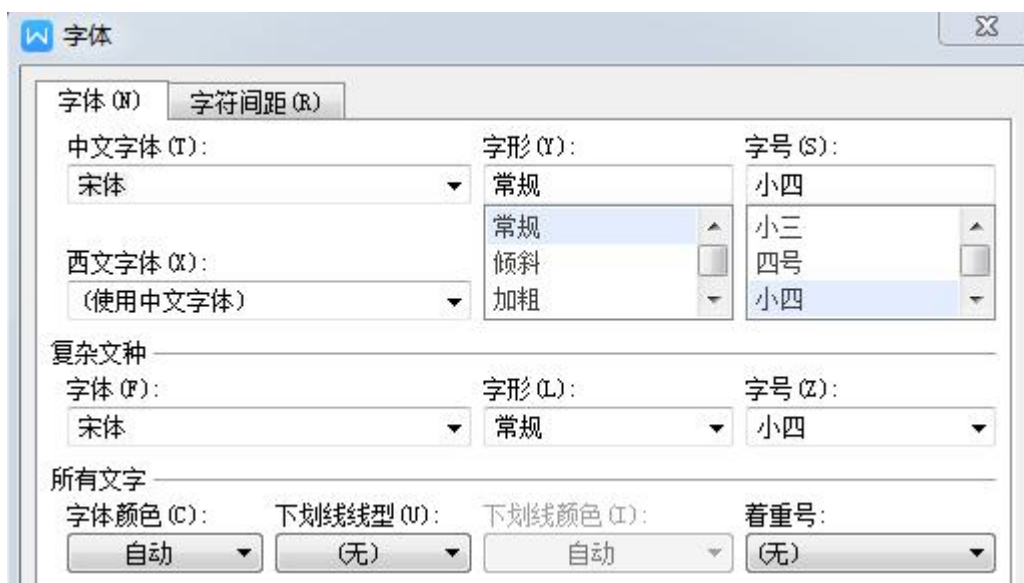 字体
字体(N) 字符间距(R)
中文字体(T): 字形(Y): 字号(S):
宋体 常规 小四
常规 小三
西文字体(X): 倾斜 四号
(使用中文字体) 加粗 小四
复杂文种
字体(F): 字形(L): 字号(Z):
宋体 常规 小四
所有文字
字体颜色(C): 下划线线型(U): 下划线颜色(I): 着重号:
自动 (无) 自动 (无)